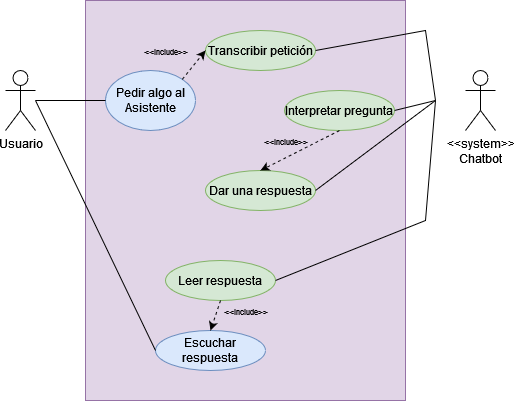 <<include>>
Transcribir petición
Pedir algo al
Asistente
Interpretar pregunta
Usuario
<<include>>
<<system>>
Chatbot
Dar una respuesta
Leer respuesta
<<include>>
Escuchar
respuesta